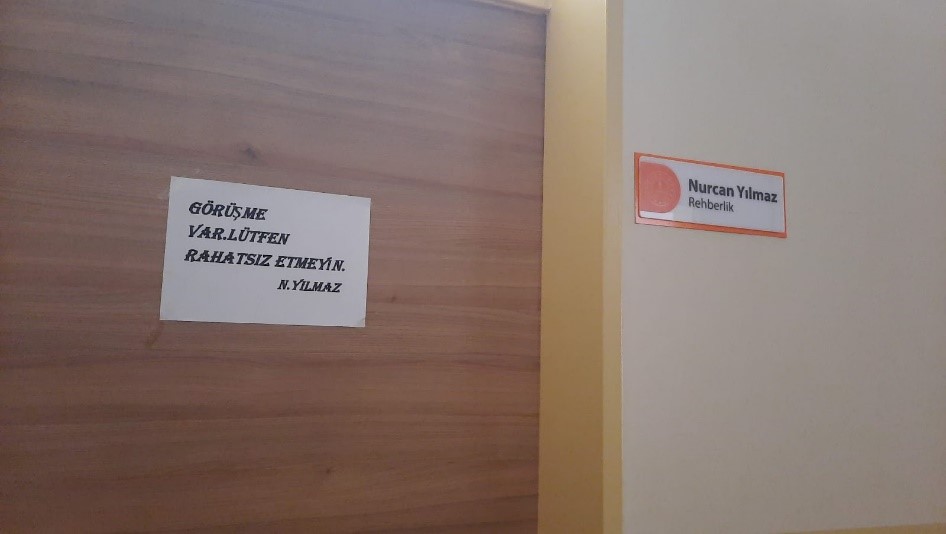 GÖRÜŞME
VAR.LÜTFEN
RAHATSIZ ETMEYİN.
N.YILMAZ
Nurcan Yılmaz
Rehberlik